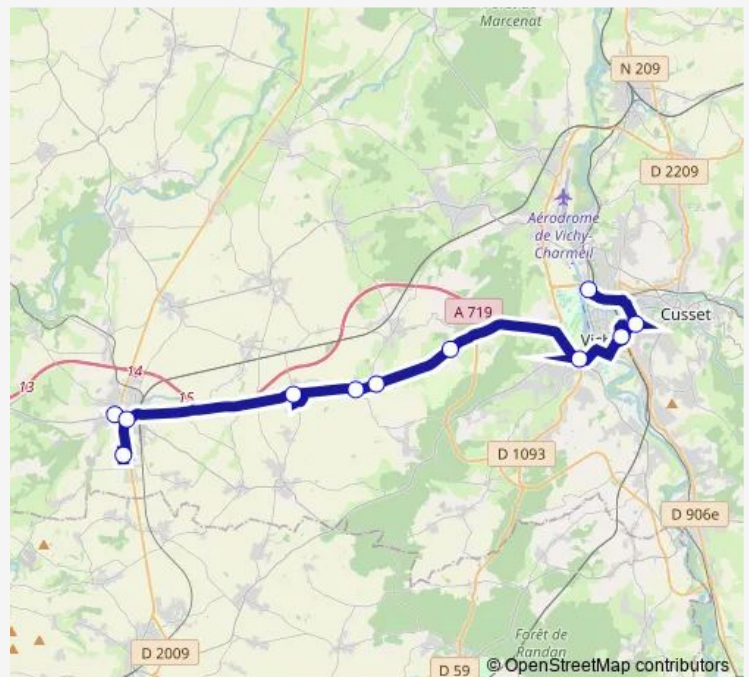 Marcenat
N 209
D 2209
Aérodrome
de Vichy-
Charmeil
A 719
Cusset
14
13
15
D 1093
D 906e
Forêt de
Randan
D 2009
D 59
© OpenStreetMap contributors